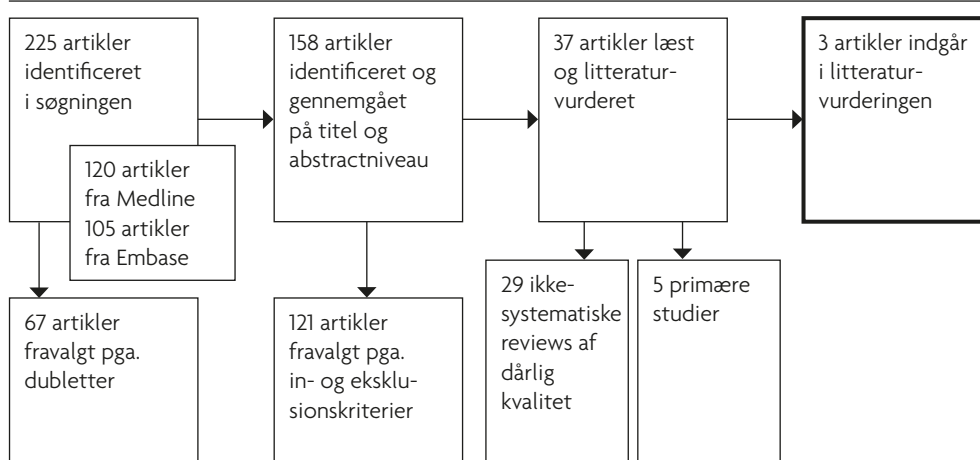 225 artikler
identificeret
i søgningen
120 artikler
fra Medline
105 artikler
fra Embase
67 artikler
fravalgt pga.
dubletter
158 artikler
identificeret og
gennemgået
på titel og
abstractniveau
121 artikler
fravalgt pga.
in- og eksklu-
sionskriterier
37 artikler læst
og litteratur-
vurderet
29 ikke-
systematiske
reviews af
dårlig
kvalitet
5 primære
studier
3 artikler indgår
i litteratur-
vurderingen